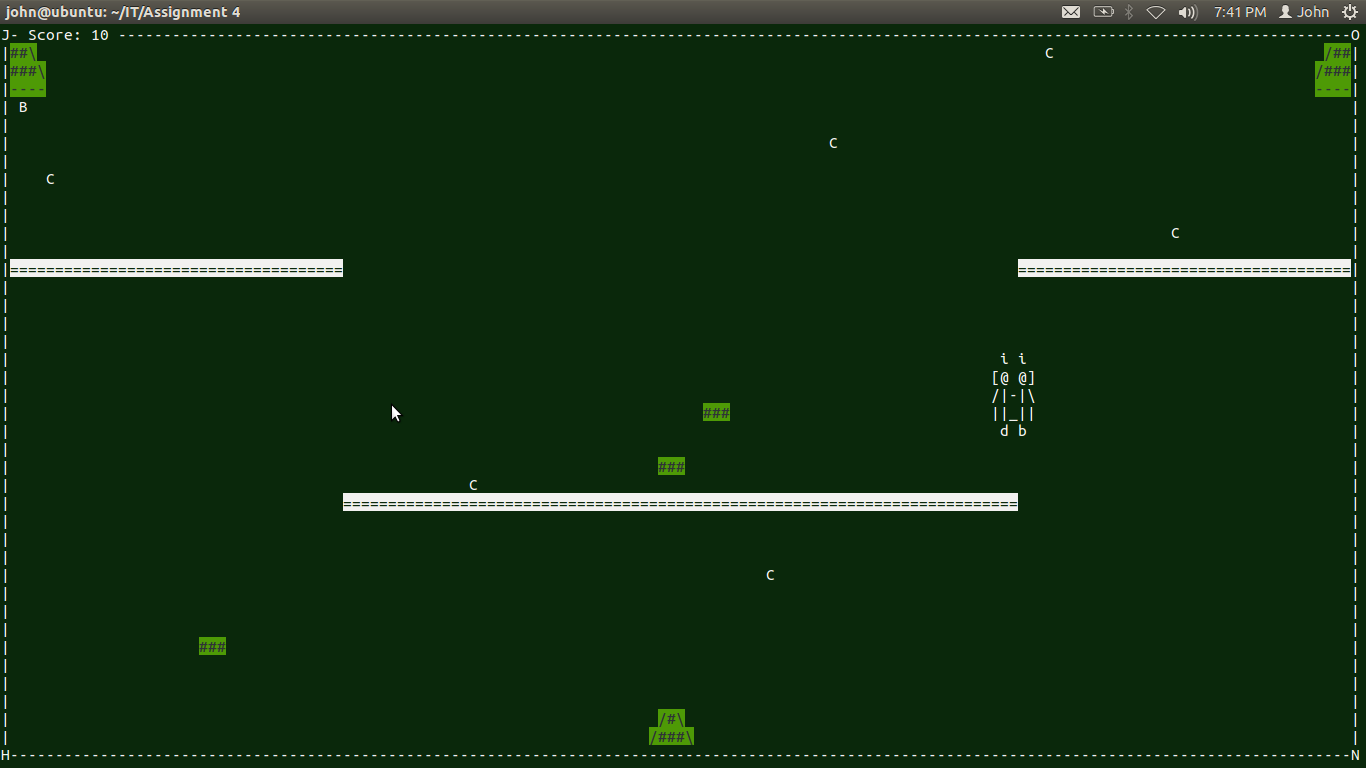 john@ubuntu: ~/IT/Assignment 4 7:41 PM John
J- Score: 10 ----------------------------------------------------------------------------------------------------------------------------------------O
|##\ C /##|
|###\ /###|
|---- ----|
| B |
| |
| C |
| |
| C |
| |
| |
| C |
| |
|===================================== =====================================|
| |
| |
| |
| |
| i i |
| [@ @] |
| /|-|\ |
| ### ||_|| |
| d b |
| |
| ### |
| C |
| =========================================================================== |
| |
| |
| |
| C |
| |
| |
| |
| ### |
| |
| |
| |
| /#\ |
| /###\ |
H-----------------------------------------------------------------------------------------------------------------------------------------------------N